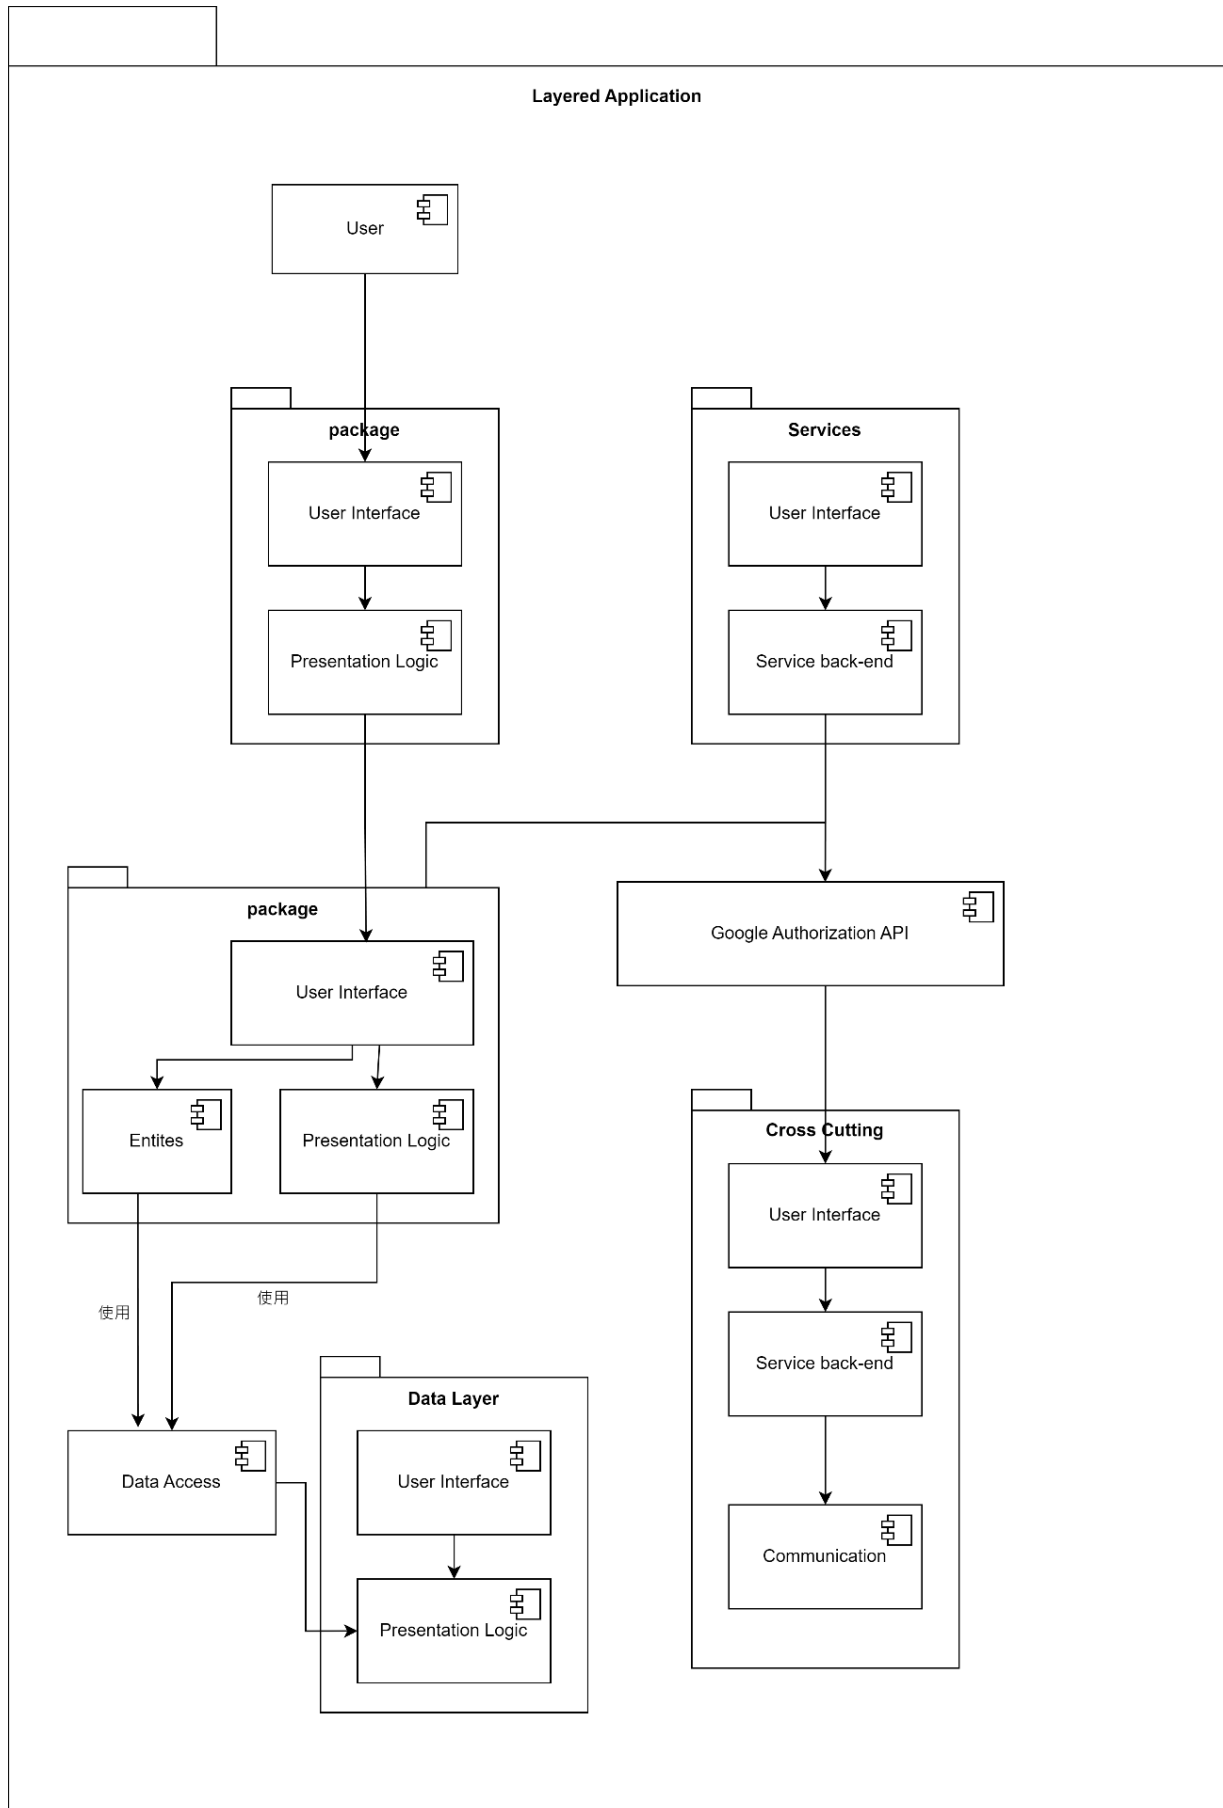 Layered Application
User
package
User Interface
Presentation Logic
Services
User Interface
Service back-end
package
User Interface
Entites
Presentation Logic
Google Authorization API
Cross Cutting
User Interface
Service back-end
Communication
使用
使用
Data Access
Data Layer
User Interface
Presentation Logic